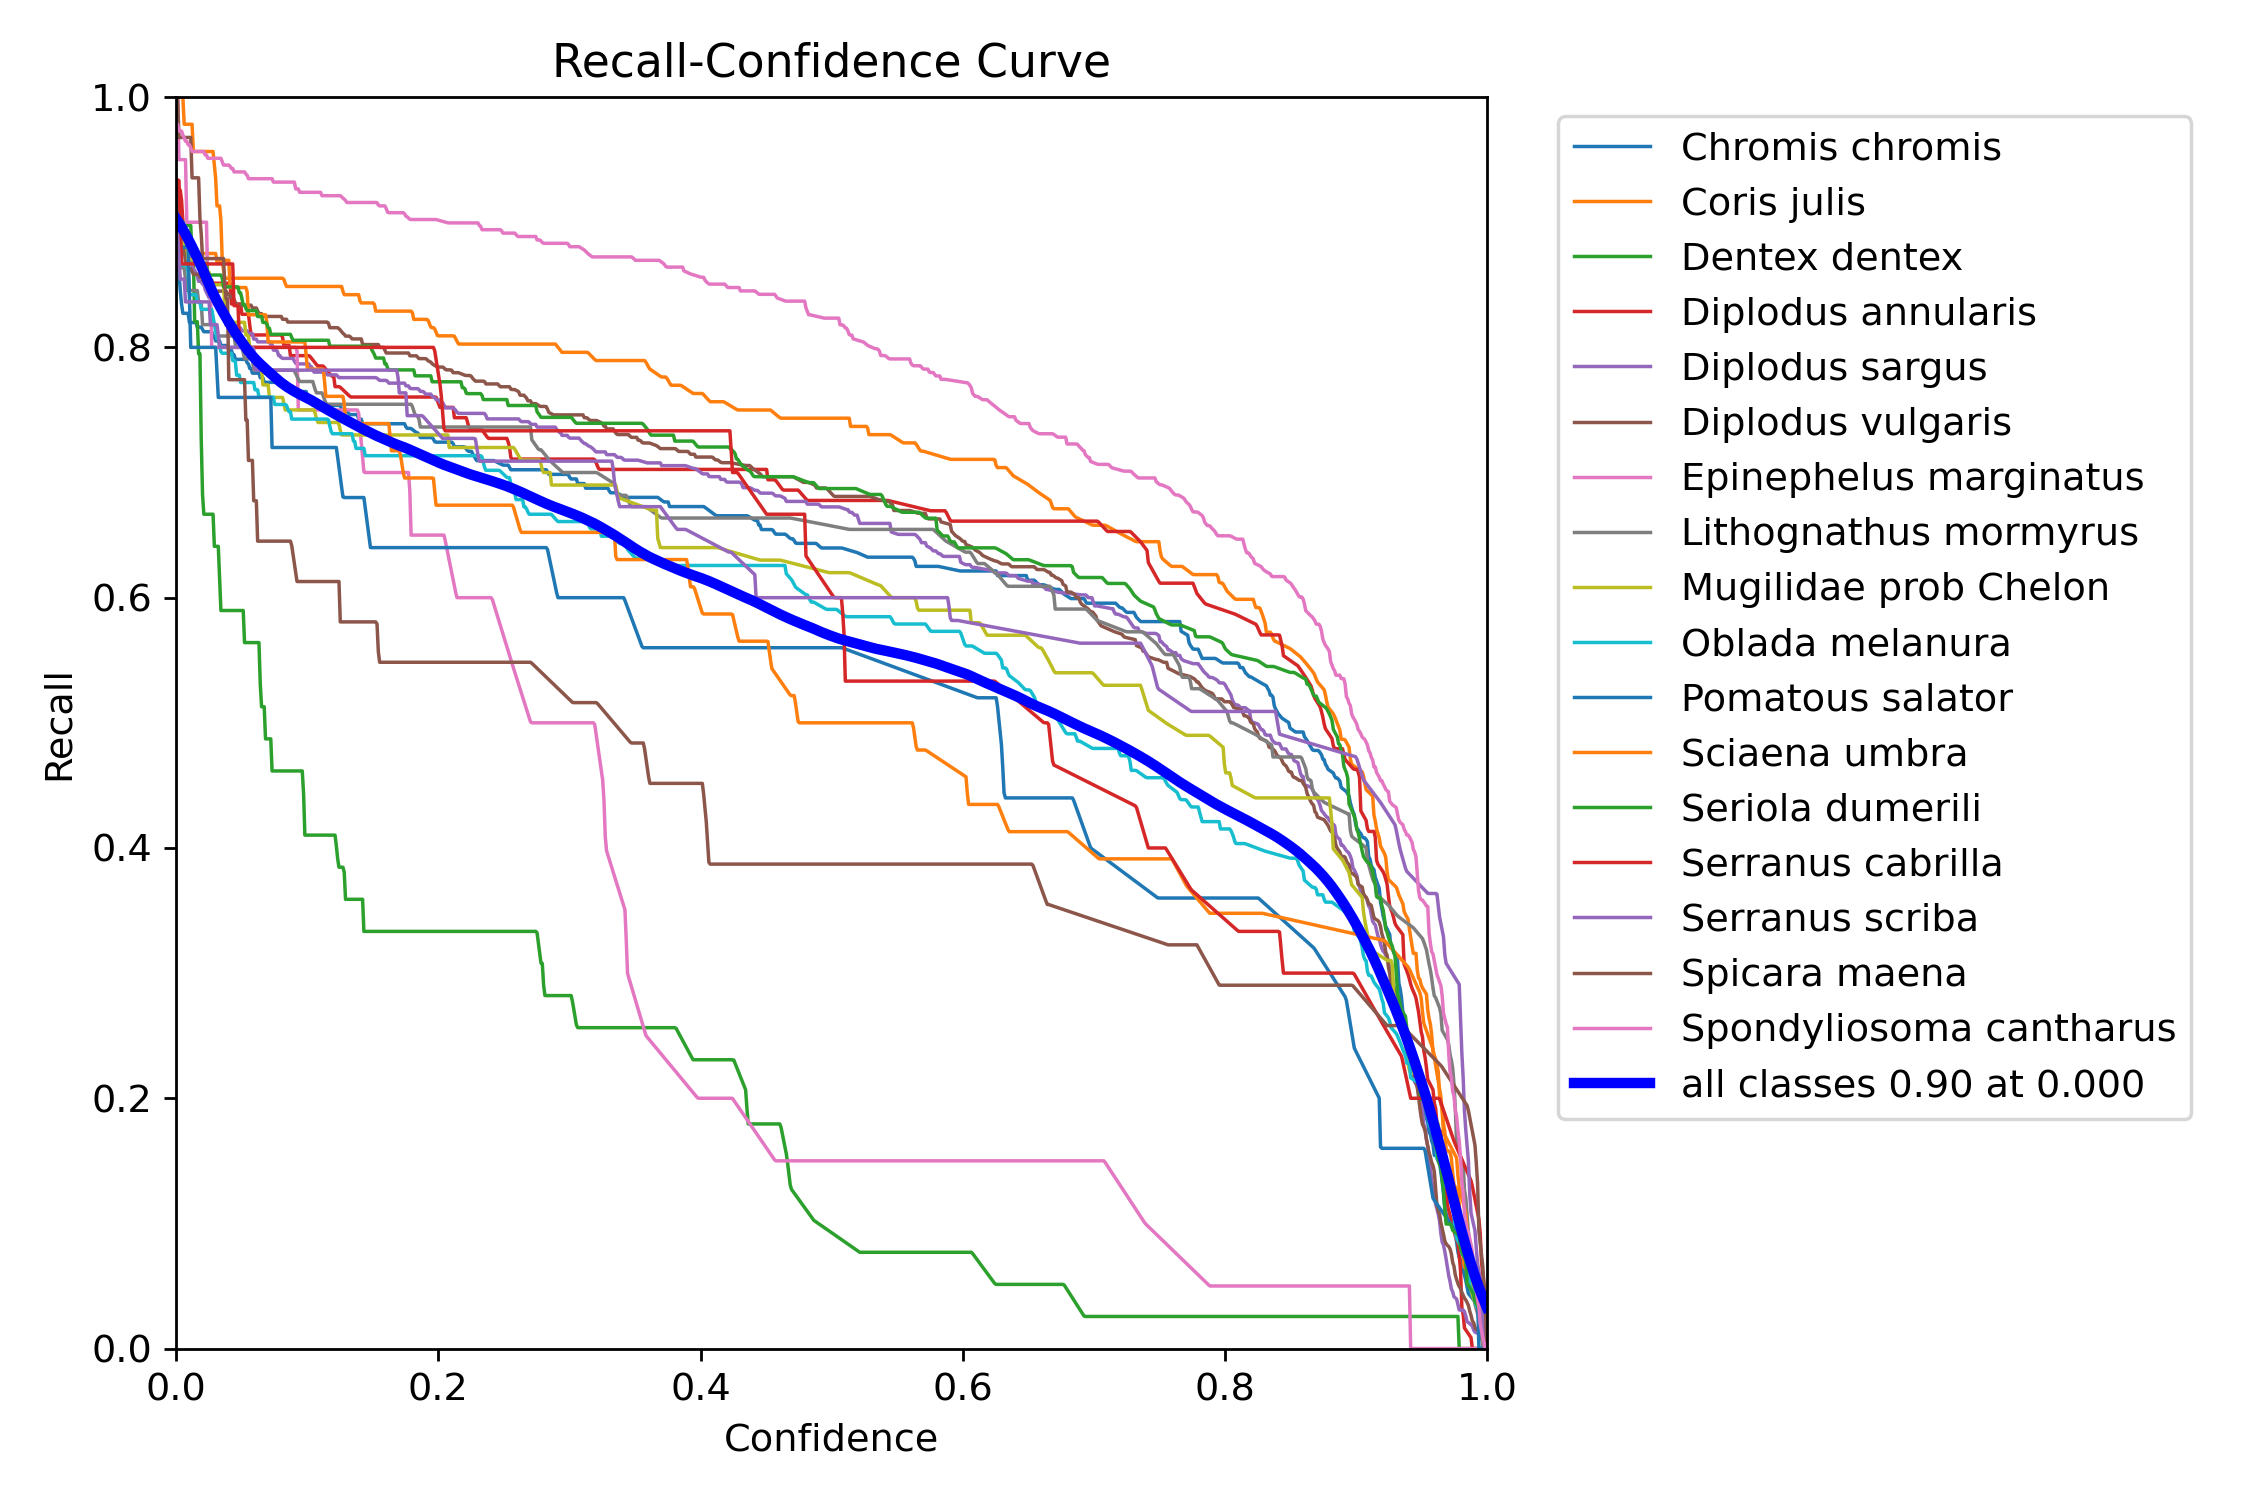 Recall-Confidence Curve
1.0
0.8
0.6
0.4
0.2
0.0
Recall
0.0 0.2 0.4 0.6 0.8 1.0
Confidence
Chromis chromis
Coris julis
Dentex dentex
Diplodus annularis
Diplodus sargus
Diplodus vulgaris
Epinephelus marginatus
Lithognathus mormyrus
Mugilidae prob Chelon
Oblada melanura
Pomatous salator
Sciaena umbra
Seriola dumerili
Serranus cabrilla
Serranus scriba
Spicara maena
Spondyliosoma cantharus
all classes 0.90 at 0.000